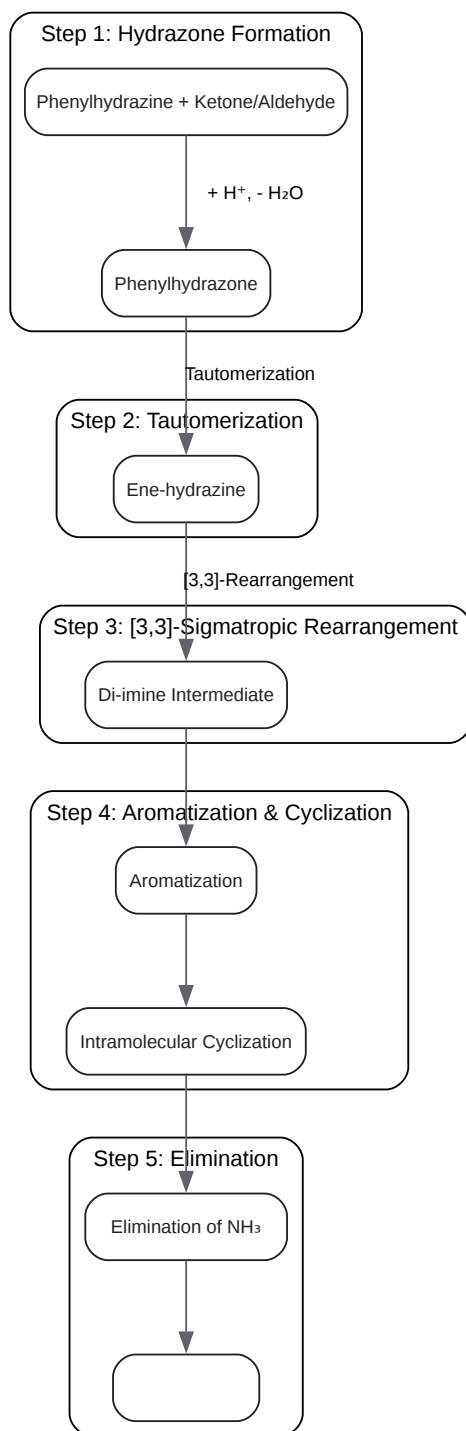 Step 1: Hydrazone Formation
Phenylhydrazine + Ketone/Aldehyde
+ H⁺, - H₂O
Phenylhydrazone
Tautomerization
Step 2: Tautomerization
Ene-hydrazine
[3,3]-Rearrangement
Step 3: [3,3]-Sigmatropic Rearrangement
Di-imine Intermediate
Step 4: Aromatization & Cyclization
Aromatization
Intramolecular Cyclization
Step 5: Elimination
Elimination of NH₃